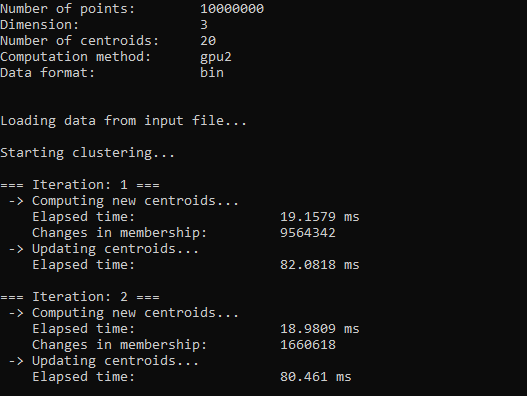 Number of points: 10000000
Dimension: 3
Number of centroids: 20
Computation method: gpu2
Data format: bin
Loading data from input file...
Starting clustering...
=== Iteration: 1 ===
-> Computing new centroids...
Elapsed time: 19.1579 ms
Changes in membership: 9564342
-> Updating centroids...
Elapsed time: 82.0818 ms
=== Iteration: 2 ===
-> Computing new centroids...
Elapsed time: 18.9809 ms
Changes in membership: 1660618
-> Updating centroids...
Elapsed time: 80.461 ms